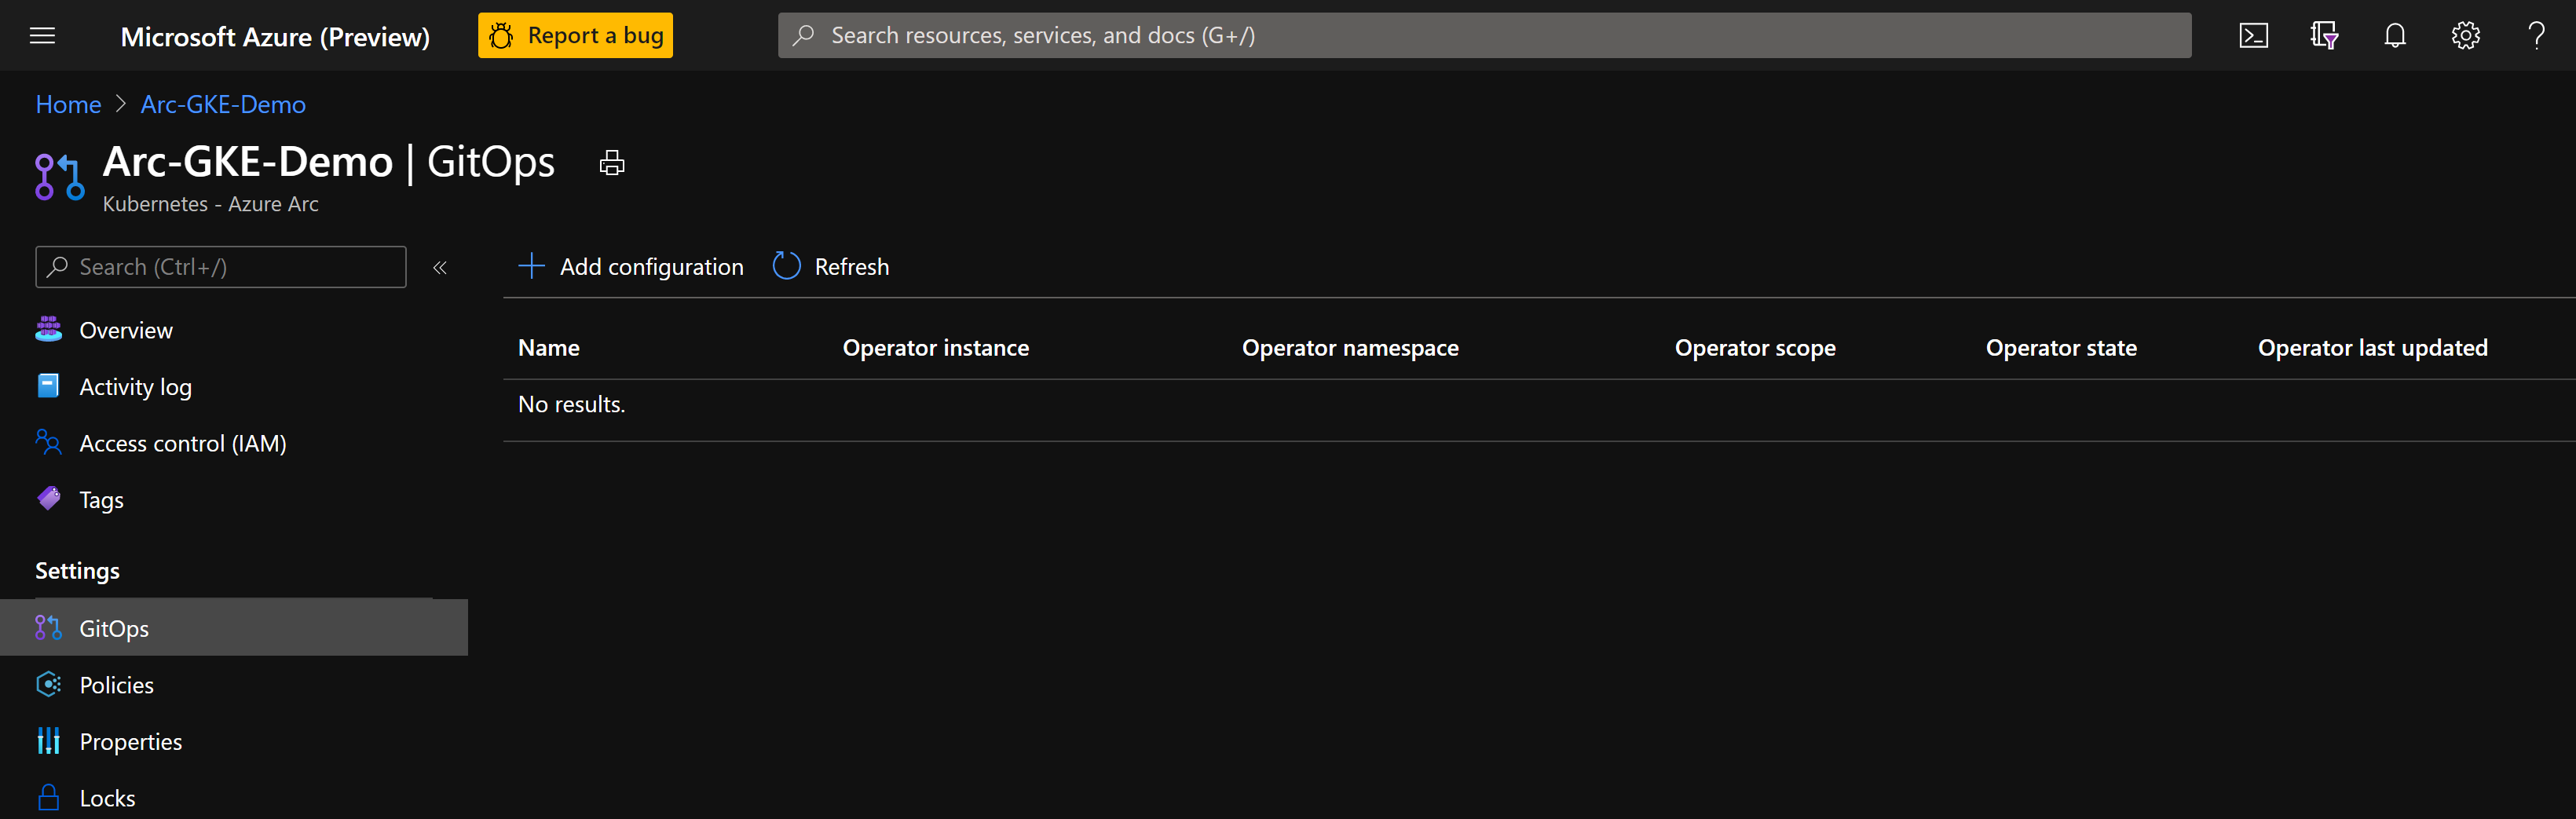 Microsoft Azure (Preview) Report a bug Search resources, services, and docs (G+/)
Home > Arc-GKE-Demo
Arc-GKE-Demo | GitOps
Kubernetes - Azure Arc
Search (Ctrl+/) « + Add configuration Refresh
Overview
Activity log
Access control (IAM)
Tags
Settings
GitOps
Policies
Properties
Locks
Name Operator instance Operator namespace Operator scope Operator state Operator last updated
No results.